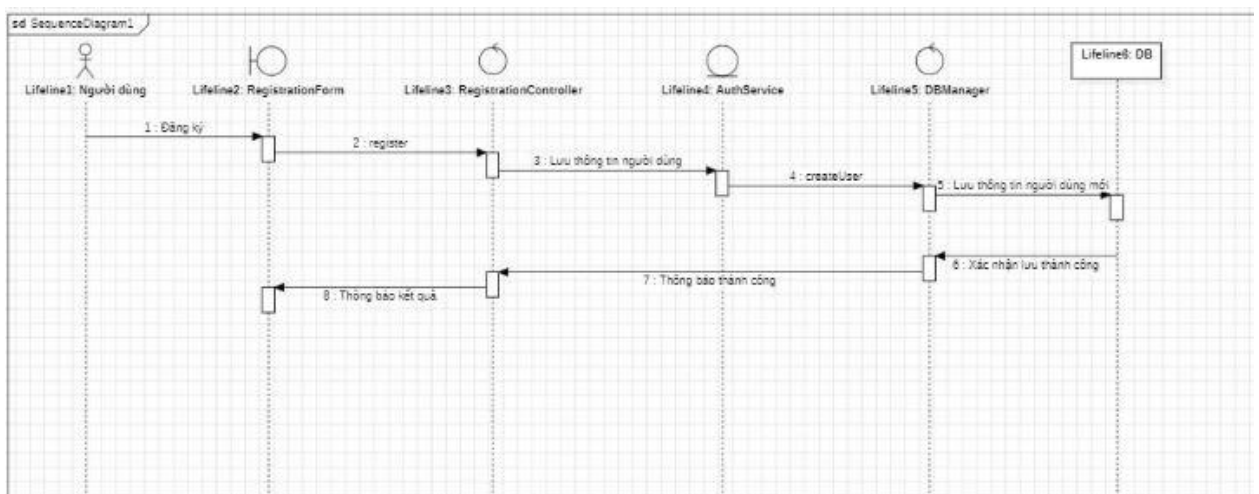 sd SequenceDiagram1
Lifeline1: Người dùng
Lifeline2: RegistrationForm
Lifeline3: RegistrationController
Lifeline4: AuthService
Lifeline5: DBManager
Lifeline6: DB
1 : Đăng ký
2 : register
3 : Lưu thông tin người dùng
4 : createUser
5 : Lưu thông tin người dùng mới
6 : Xác nhận lưu thành công
7 : Thông báo thành công
8 : Thông báo kết quả